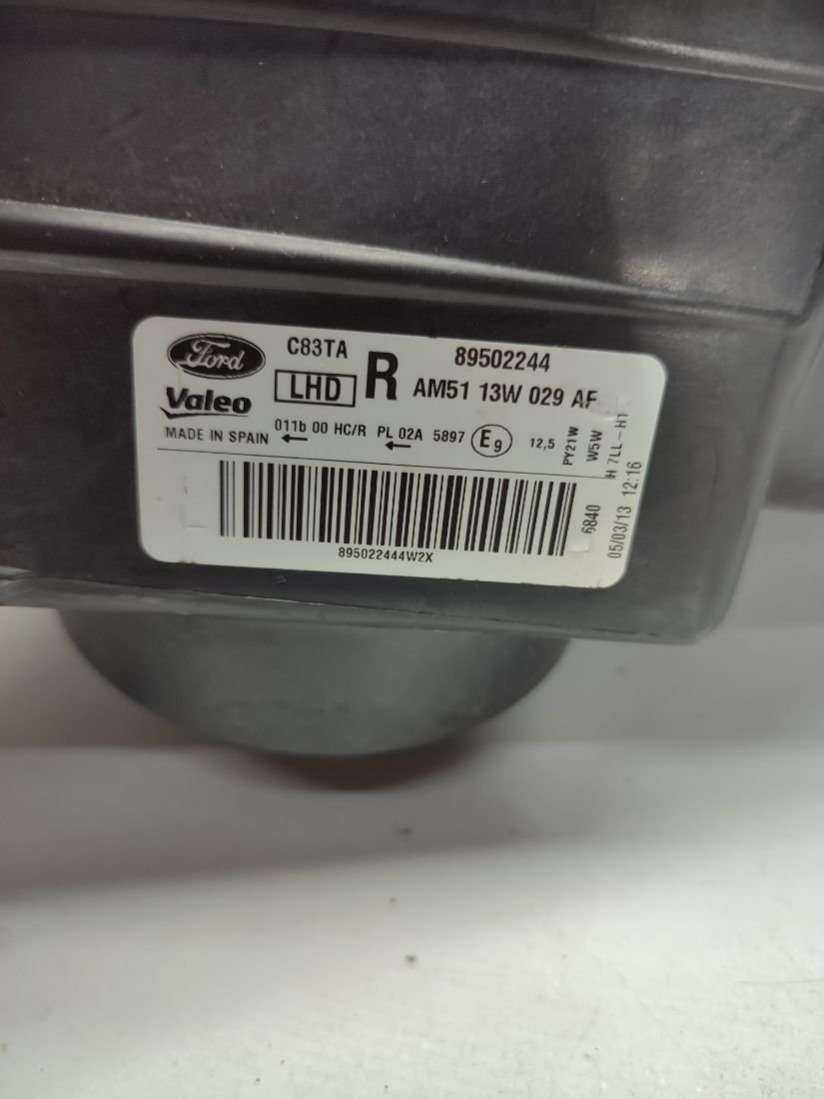 Ford
C83TA
R
89502244
Valeo
LHD
AM51 13W 029 AF
MADE IN SPAIN
011b 00 HC/R PL 02A 5897 E9 12,5
PY21W
W5W
H 7LL-H1
895022444W2X
6840
05/03/13 12:16